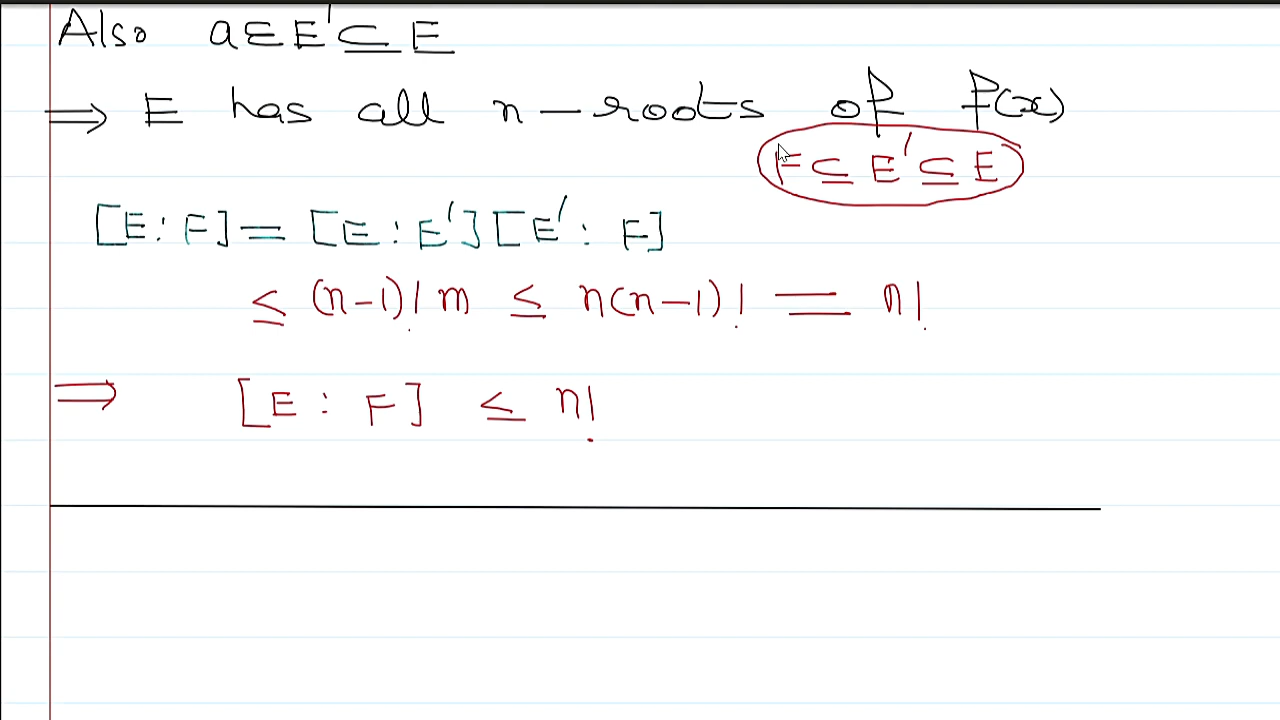 Also a ∈ E' ⊆ E
⇒ E has all n-roots of f(x)
F ⊆ E' ⊆ E
[E : F] = [E : E'] [E' : F]
≤ (n-1)! m ≤ n(n-1)! = n!
⇒ [E : F] ≤ n!